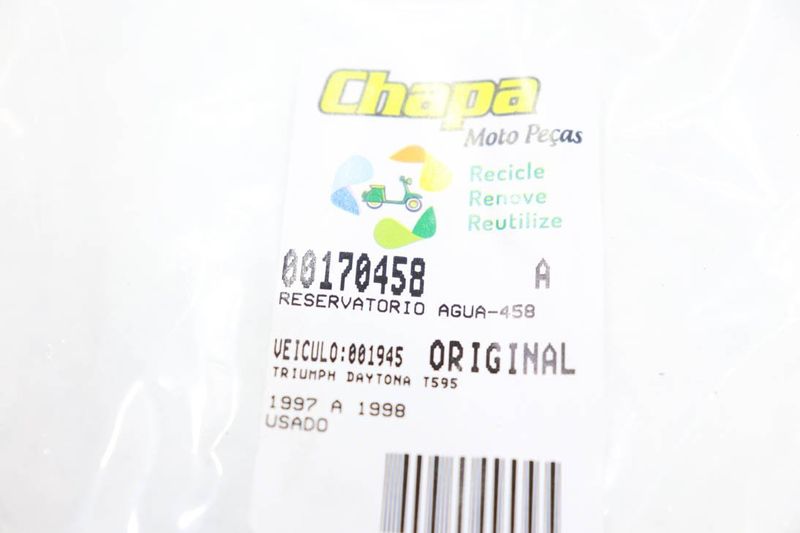 Chapa
Moto Peças
Recicle
Renove
Reutilize
00170458 A
RESERVATORIO AGUA-458
VEICULO:001945 ORIGINAL
TRIUMPH DAYTONA T595
1997 A 1998
USADO